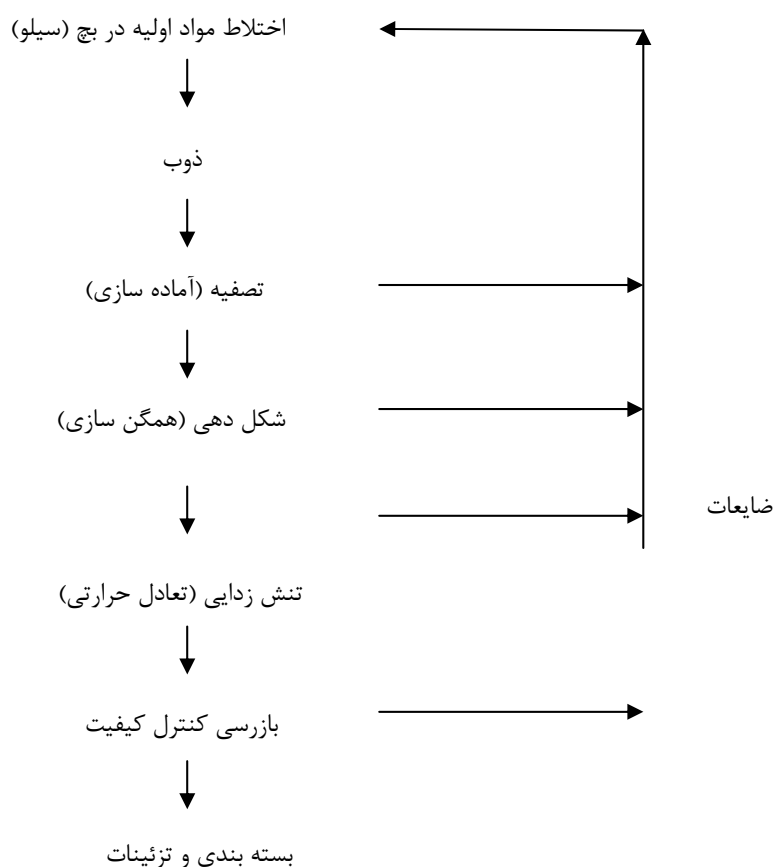 اختلاط مواد اولیه در بچ (سیلو)
ذوب
تصفیه (آماده سازی)
شکل دهی (همگن سازی)
ضایعات
تنش زدایی (تعادل حرارتی)
بازرسی کنترل کیفیت
بسته بندی و تزئینات